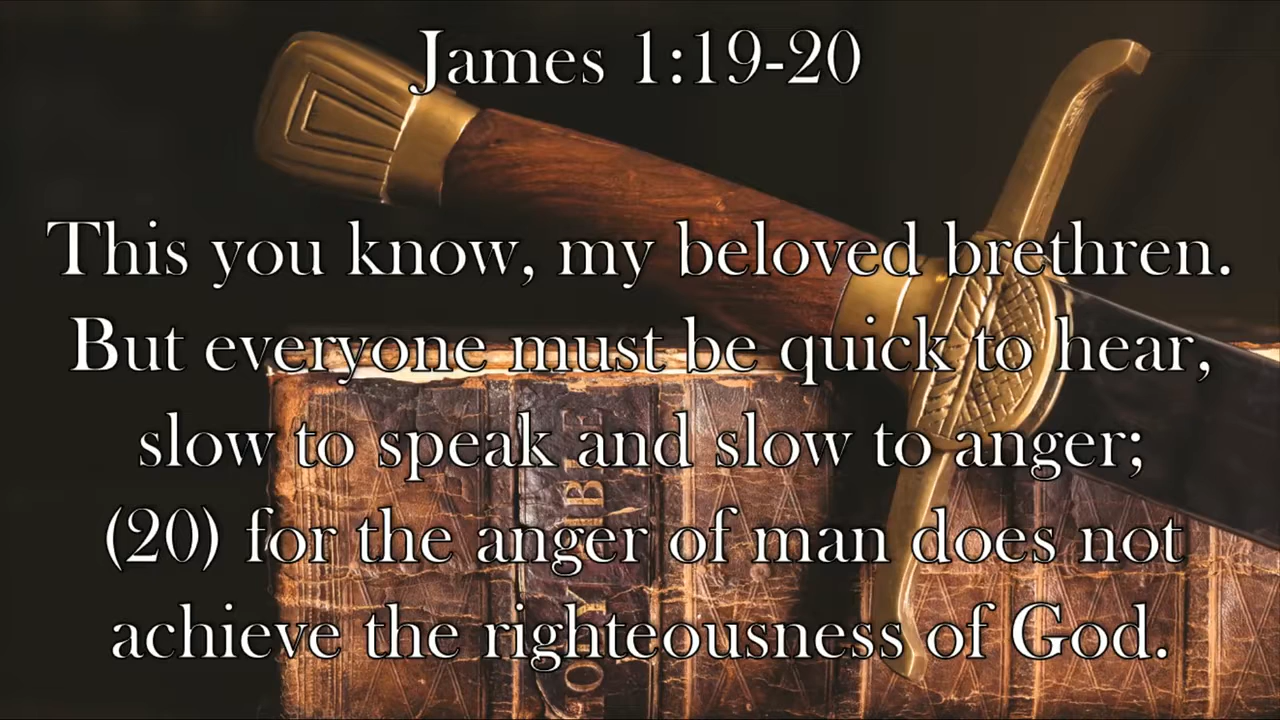 James 1:19-20
This you know, my beloved brethren.
But everyone must be quick to hear,
slow to speak and slow to anger;
(20) for the anger of man does not
achieve the righteousness of God.